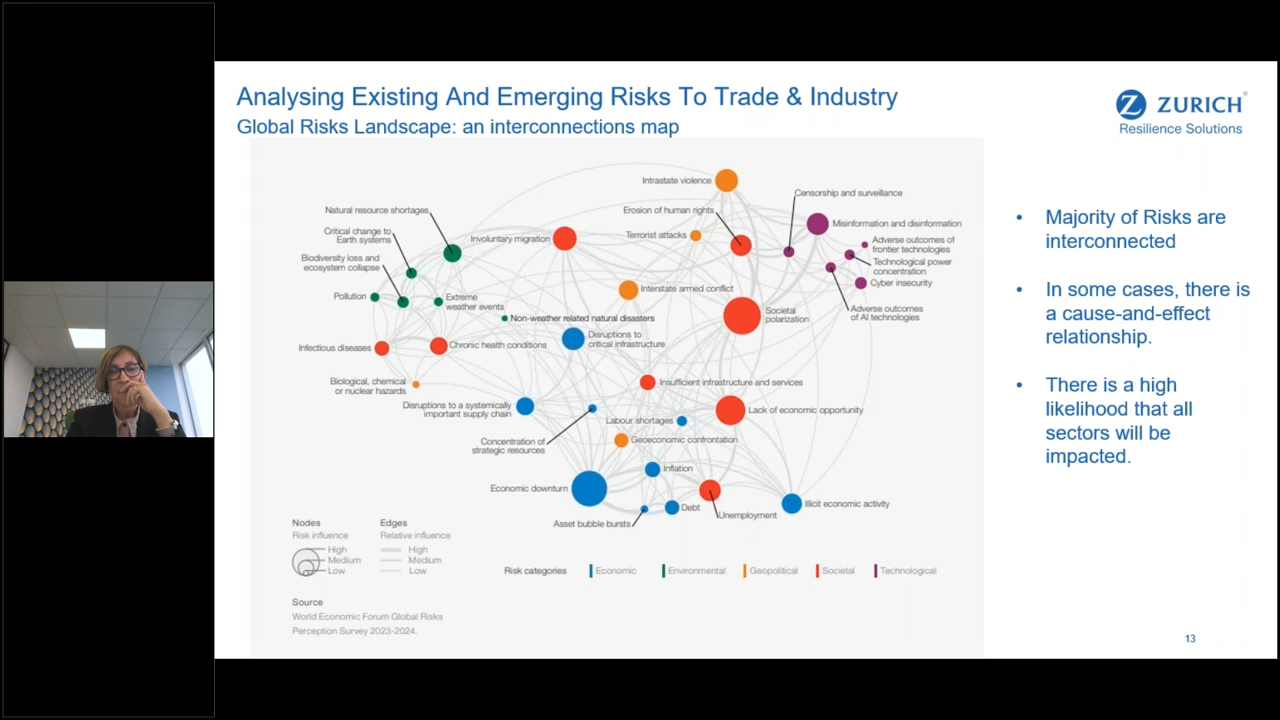 Analysing Existing And Emerging Risks To Trade & Industry
Global Risks Landscape: an interconnections map
ZURICH®
Resilience Solutions
Intrastate violence
Censorship and surveillance
Natural resource shortages
Erosion of human rights
Misinformation and disinformation
Critical change to
Earth systems
Involuntary migration
Terrorist attacks
Adverse outcomes of
frontier technologies
Biodiversity loss and
ecosystem collapse
Technological power
concentration
Cyber insecurity
Pollution
Extreme
weather events
Interstate armed conflict
Adverse outcomes
of AI technologies
Societal
polarization
Non-weather related natural disasters
Disruptions to
critical infrastructure
Infectious diseases
Chronic health conditions
Biological, chemical
or nuclear hazards
Insufficient infrastructure and services
Disruptions to a systemically
important supply chain
Lack of economic opportunity
Labour shortages
Concentration of
strategic resources
Geoeconomic confrontation
Inflation
Economic downturn
Illicit economic activity
Debt
Unemployment
Asset bubble bursts
Nodes
Risk influence
High
Medium
Low
Edges
Relative influence
High
Medium
Low
Risk categories
Economic
Environmental
Geopolitical
Societal
Technological
Source
World Economic Forum Global Risks
Perception Survey 2023-2024.
• Majority of Risks are
interconnected
• In some cases, there is
a cause-and-effect
relationship.
• There is a high
likelihood that all
sectors will be
impacted.
13